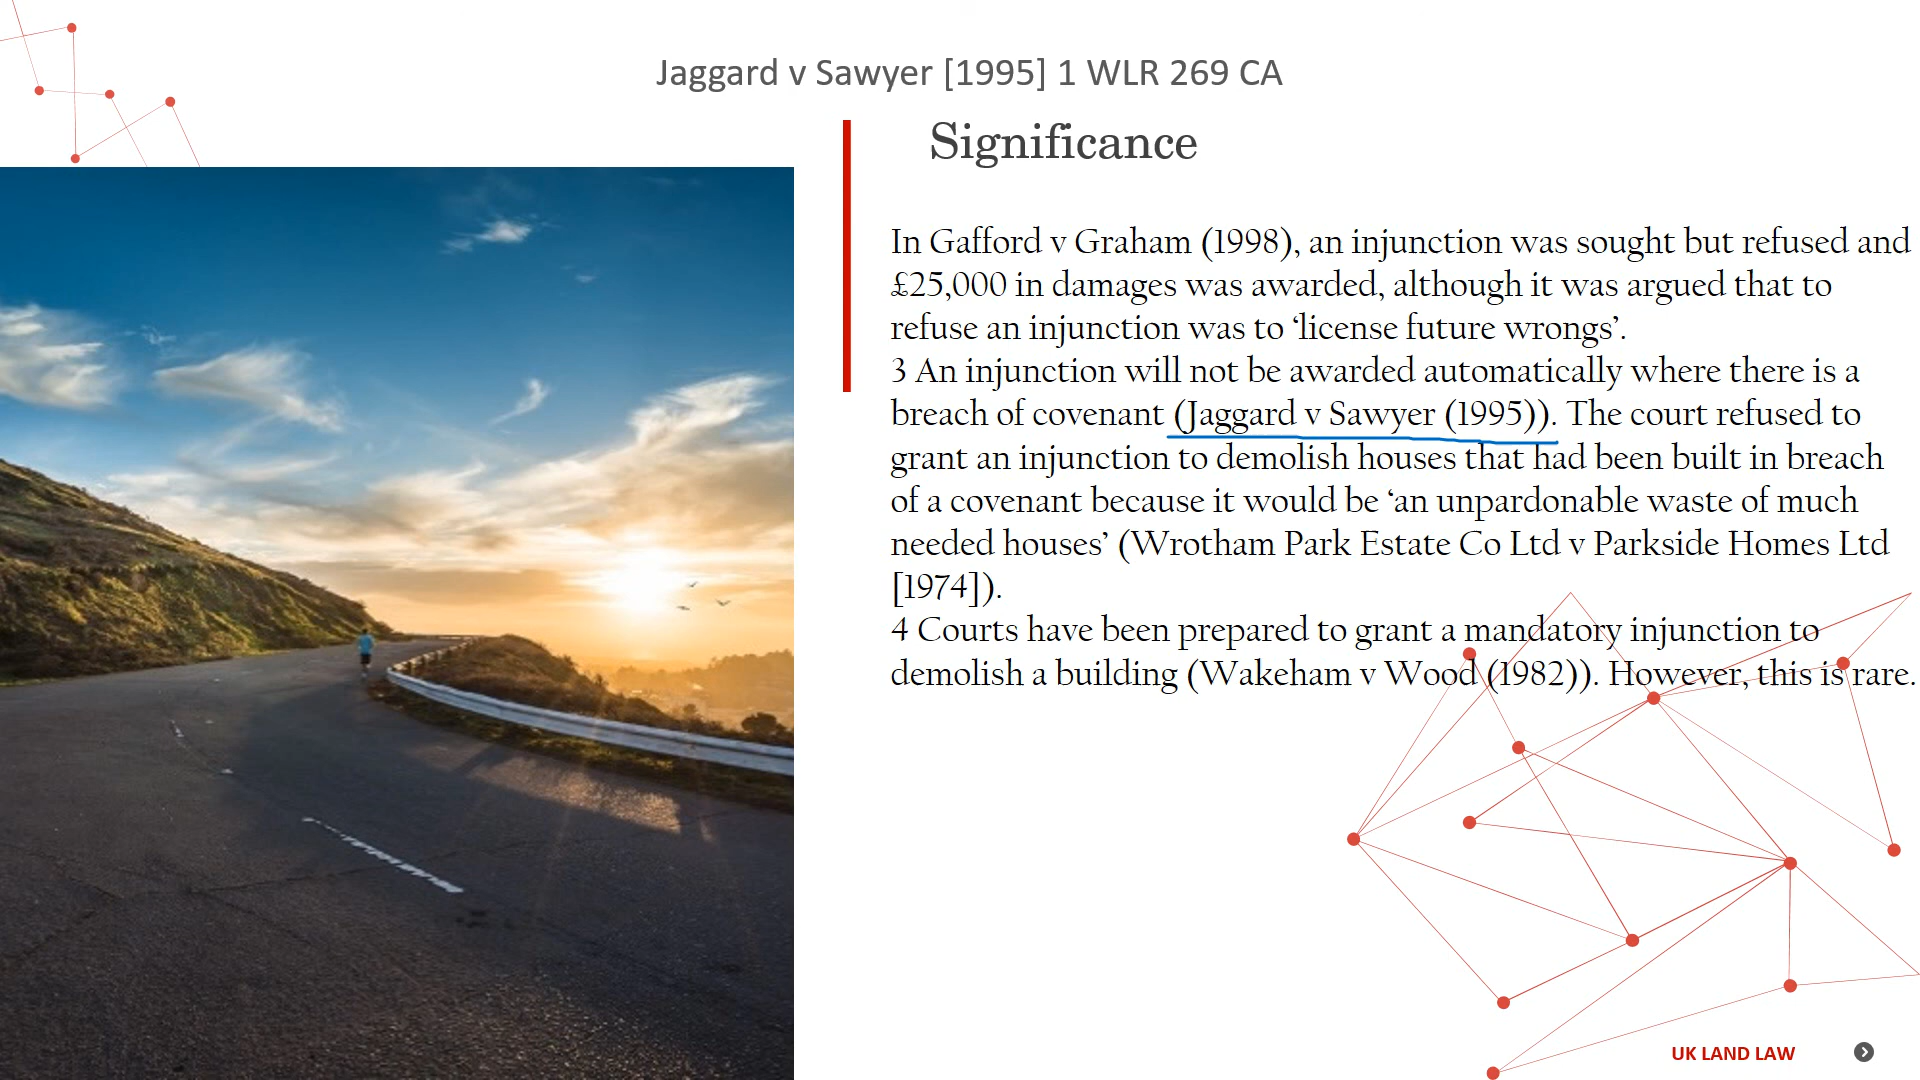 Jaggard v Sawyer [1995] 1 WLR 269 CA
Significance
In Gafford v Graham (1998), an injunction was sought but refused and
£25,000 in damages was awarded, although it was argued that to
refuse an injunction was to ‘license future wrongs’.
3 An injunction will not be awarded automatically where there is a
breach of covenant (Jaggard v Sawyer (1995)). The court refused to
grant an injunction to demolish houses that had been built in breach
of a covenant because it would be ‘an unpardonable waste of much
needed houses’ (Wrotham Park Estate Co Ltd v Parkside Homes Ltd
[1974]).
4 Courts have been prepared to grant a mandatory injunction to
demolish a building (Wakeham v Wood (1982)). However, this is rare.
UK LAND LAW